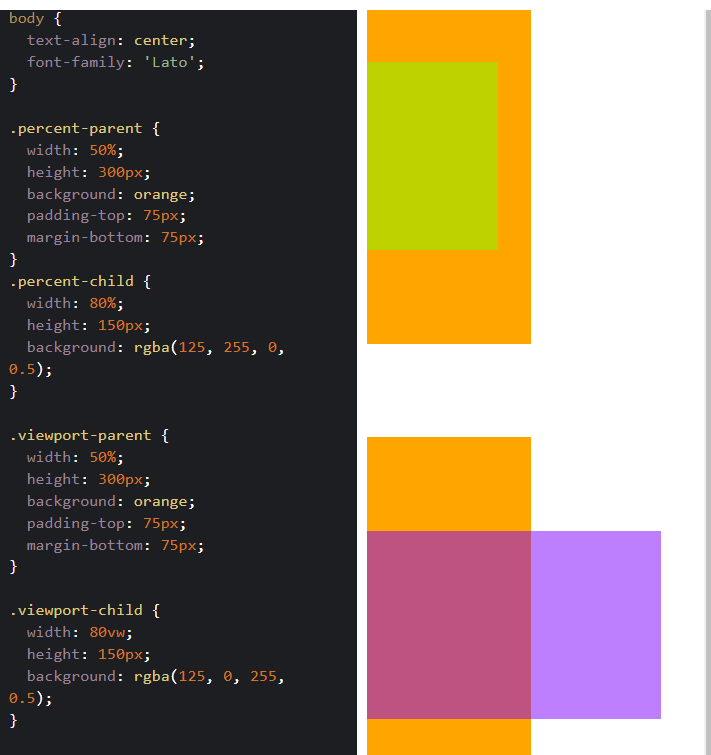 body {
  text-align: center;
  font-family: 'Lato';
}

.percent-parent {
  width: 50%;
  height: 300px;
  background: orange;
  padding-top: 75px;
  margin-bottom: 75px;
}
.percent-child {
  width: 80%;
  height: 150px;
  background: rgba(125, 255, 0,
0.5);
}

.viewport-parent {
  width: 50%;
  height: 300px;
  background: orange;
  padding-top: 75px;
  margin-bottom: 75px;
}

.viewport-child {
  width: 80vw;
  height: 150px;
  background: rgba(125, 0, 255,
0.5);
}